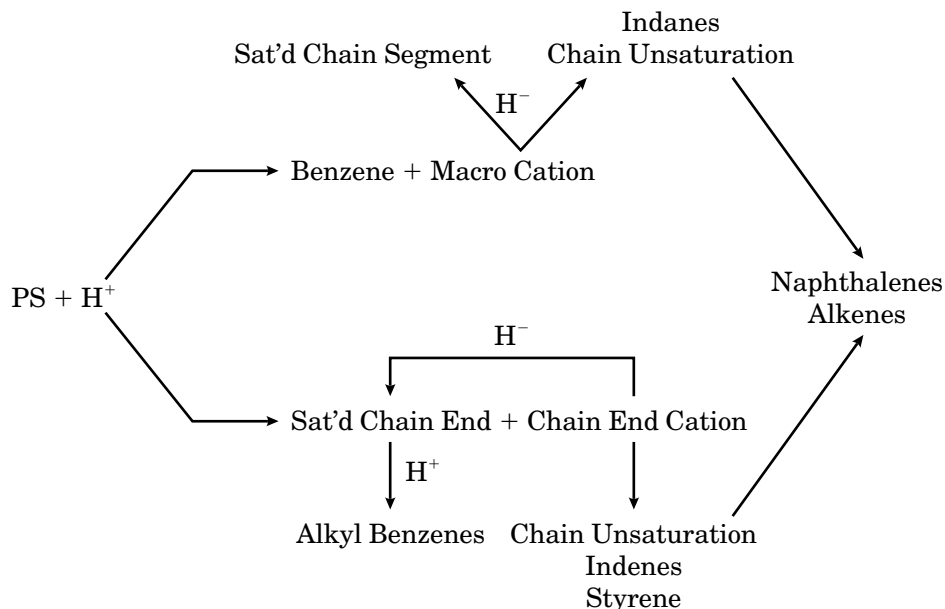 Indanes
Sat'd Chain Segment Chain Unsaturation
H⁻
Benzene + Macro Cation
PS + H⁺
Naphthalenes
Alkenes
H⁻
Sat'd Chain End + Chain End Cation
H⁺
Alkyl Benzenes Chain Unsaturation
Indenes
Styrene